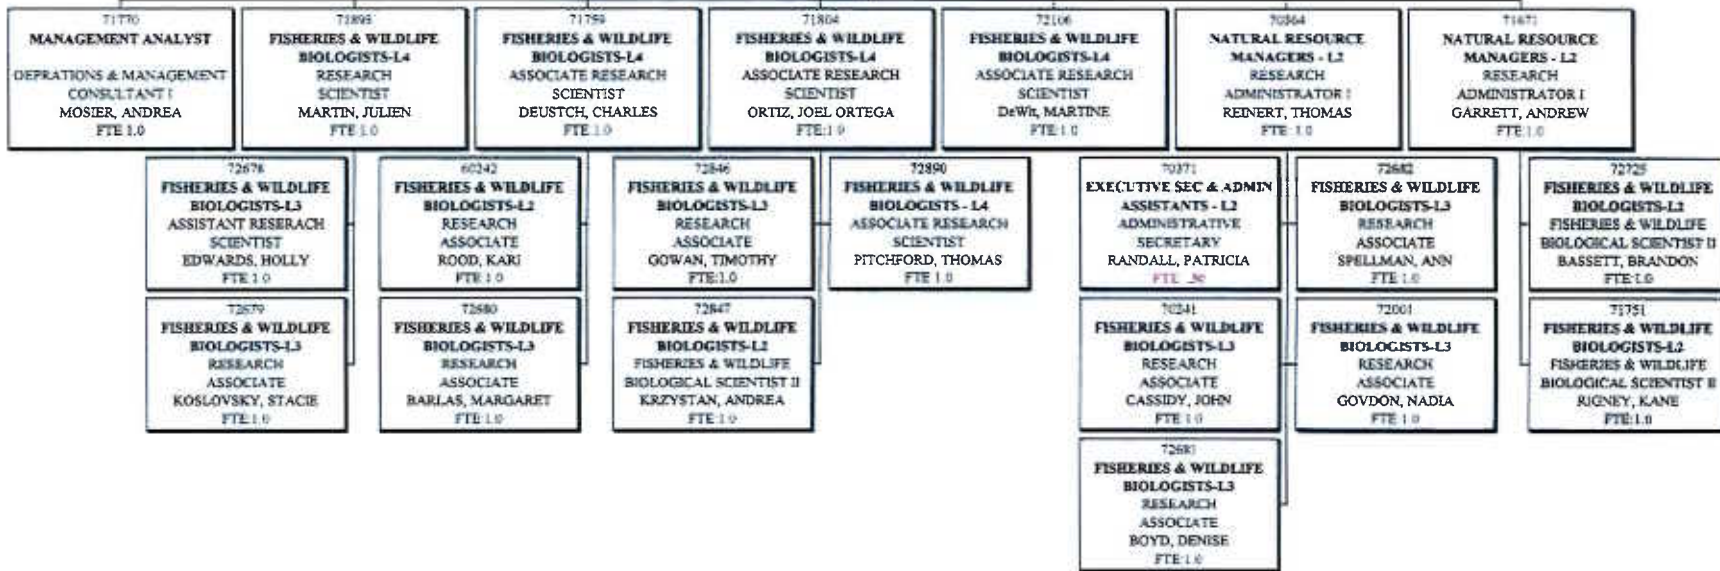 71770
MANAGEMENT ANALYST
OEPRATIONS & MANAGEMENT
CONSULTANT I
MOSIER, ANDREA
FTE 1.0
71895
FISHERIES & WILDLIFE
BIOLOGISTS-L4
RESEARCH
SCIENTIST
MARTIN, JULIEN
FTE 1.0
71759
FISHERIES & WILDLIFE
BIOLOGISTS-L4
ASSOCIATE RESEARCH
SCIENTIST
DEUSTCH, CHARLES
FTE 1.0
71804
FISHERIES & WILDLIFE
BIOLOGISTS-L4
ASSOCIATE RESEARCH
SCIENTIST
ORTIZ, JOEL ORTEGA
FTE:1.0
72106
FISHERIES & WILDLIFE
BIOLOGISTS-L4
ASSOCIATE RESEARCH
SCIENTIST
DeWit, MARTINE
FTE:1.0
70364
NATURAL RESOURCE
MANAGERS - L2
RESEARCH
ADMINISTRATOR I
REINERT, THOMAS
FTE: 1.0
71671
NATURAL RESOURCE
MANAGERS - L2
RESEARCH
ADMINISTRATOR I
GARRETT, ANDREW
FTE:1.0
72678
FISHERIES & WILDLIFE
BIOLOGISTS-L3
ASSISTANT RESERACH
SCIENTIST
EDWARDS, HOLLY
FTE 1.0
60242
FISHERIES & WILDLIFE
BIOLOGISTS-L2
RESEARCH
ASSOCIATE
ROOD, KARI
FTE:1.0
72846
FISHERIES & WILDLIFE
BIOLOGISTS-L3
RESEARCH
ASSOCIATE
GOWAN, TIMOTHY
FTE:1.0
72890
FISHERIES & WILDLIFE
BIOLOGISTS - L4
ASSOCIATE RESEARCH
SCIENTIST
PITCHFORD, THOMAS
FTE 1.0
70371
EXECUTIVE SEC & ADMIN
ASSISTANTS - L2
ADMINISTRATIVE
SECRETARY
RANDALL, PATRICIA
FTE .50
72682
FISHERIES & WILDLIFE
BIOLOGISTS-L3
RESEARCH
ASSOCIATE
SPELLMAN, ANN
FTE:1.0
72725
FISHERIES & WILDLIFE
BIOLOGISTS-L2
FISHERIES & WILDLIFE
BIOLOGICAL SCIENTIST II
BASSETT, BRANDON
FTE:1.0
72679
FISHERIES & WILDLIFE
BIOLOGISTS-L3
RESEARCH
ASSOCIATE
KOSLOVSKY, STACIE
FTE:1.0
72680
FISHERIES & WILDLIFE
BIOLOGISTS-L3
RESEARCH
ASSOCIATE
BARLAS, MARGARET
FTE 1.0
72847
FISHERIES & WILDLIFE
BIOLOGISTS-L2
FISHERIES & WILDLIFE
BIOLOGICAL SCIENTIST II
KRZYSTAN, ANDREA
FTE 1.0
70241
FISHERIES & WILDLIFE
BIOLOGISTS-L3
RESEARCH
ASSOCIATE
CASSIDY, JOHN
FTE 1.0
72001
FISHERIES & WILDLIFE
BIOLOGISTS-L3
RESEARCH
ASSOCIATE
GOVDON, NADIA
FTE 1.0
71751
FISHERIES & WILDLIFE
BIOLOGISTS-L2
FISHERIES & WILDLIFE
BIOLOGICAL SCIENTIST II
RIGNEY, KANE
FTE:1.0
72681
FISHERIES & WILDLIFE
BIOLOGISTS-L3
RESEARCH
ASSOCIATE
BOYD, DENISE
FTE:1.0